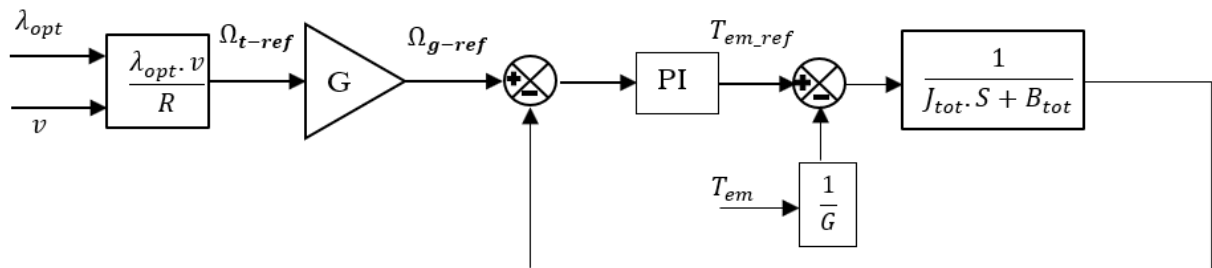 λ_opt
v
λ_opt. v
R
Ω_t−ref
G
Ω_g−ref
+
-
PI
T_em_ref
+
-
T_em
1
G
1
J_tot. S + B_tot